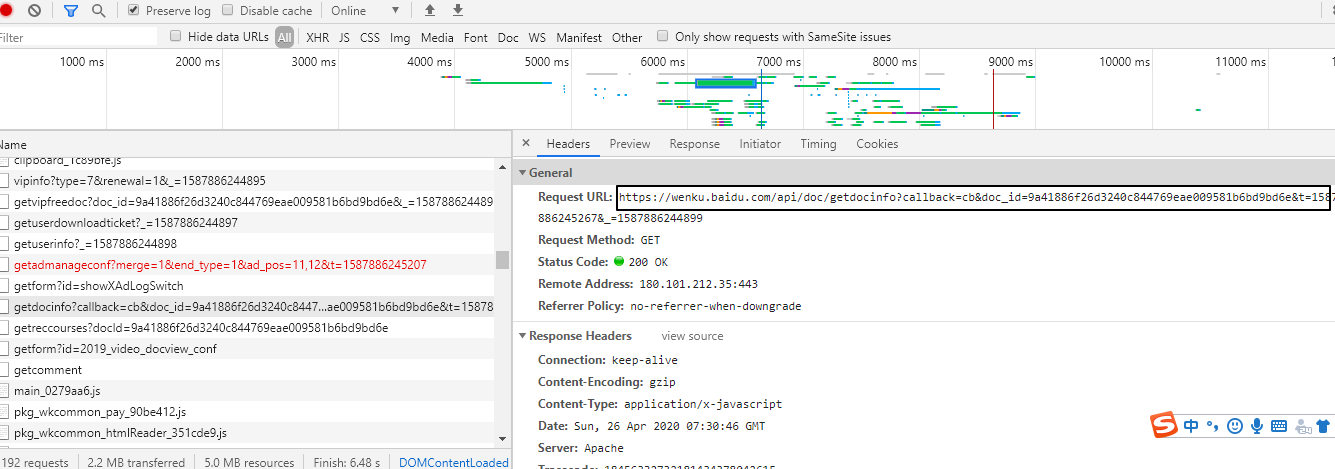 Preserve log Disable cache Online
Filter Hide data URLs All XHR JS CSS Img Media Font Doc WS Manifest Other Only show requests with SameSite issues
1000 ms 2000 ms 3000 ms 4000 ms 5000 ms 6000 ms 7000 ms 8000 ms 9000 ms 10000 ms 11000 ms
Name
clipboard_1c89bfe.js
vipinfo?type=7&renewal=1&_=1587886244895
getvipfreedoc?doc_id=9a41886f26d3240c844769eae009581b6bd9bd6e&_=158788624489
getuserdownloadticket?_=1587886244897
getuserinfo?_=1587886244898
getadmanageconf?merge=1&end_type=1&ad_pos=11,12&t=1587886245207
getform?id=showXAdLogSwitch
getdocinfo?callback=cb&doc_id=9a41886f26d3240c8447...ae009581b6bd9bd6e&t=15878
getreccourses?docId=9a41886f26d3240c844769eae009581b6bd9bd6e
getform?id=2019_video_docview_conf
getcomment
main_0279aa6.js
pkg_wkcommon_pay_90be412.js
pkg_wkcommon_htmlReader_351cde9.js
192 requests 2.2 MB transferred 5.0 MB resources Finish: 6.48 s DOMContentLoaded
× Headers Preview Response Initiator Timing Cookies
General
Request URL: https://wenku.baidu.com/api/doc/getdocinfo?callback=cb&doc_id=9a41886f26d3240c844769eae009581b6bd9bd6e&t=1587
886245267&_=1587886244899
Request Method: GET
Status Code: 200 OK
Remote Address: 180.101.212.35:443
Referrer Policy: no-referrer-when-downgrade
Response Headers view source
Connection: keep-alive
Content-Encoding: gzip
Content-Type: application/x-javascript
Date: Sun, 26 Apr 2020 07:30:46 GMT
Server: Apache
S 中